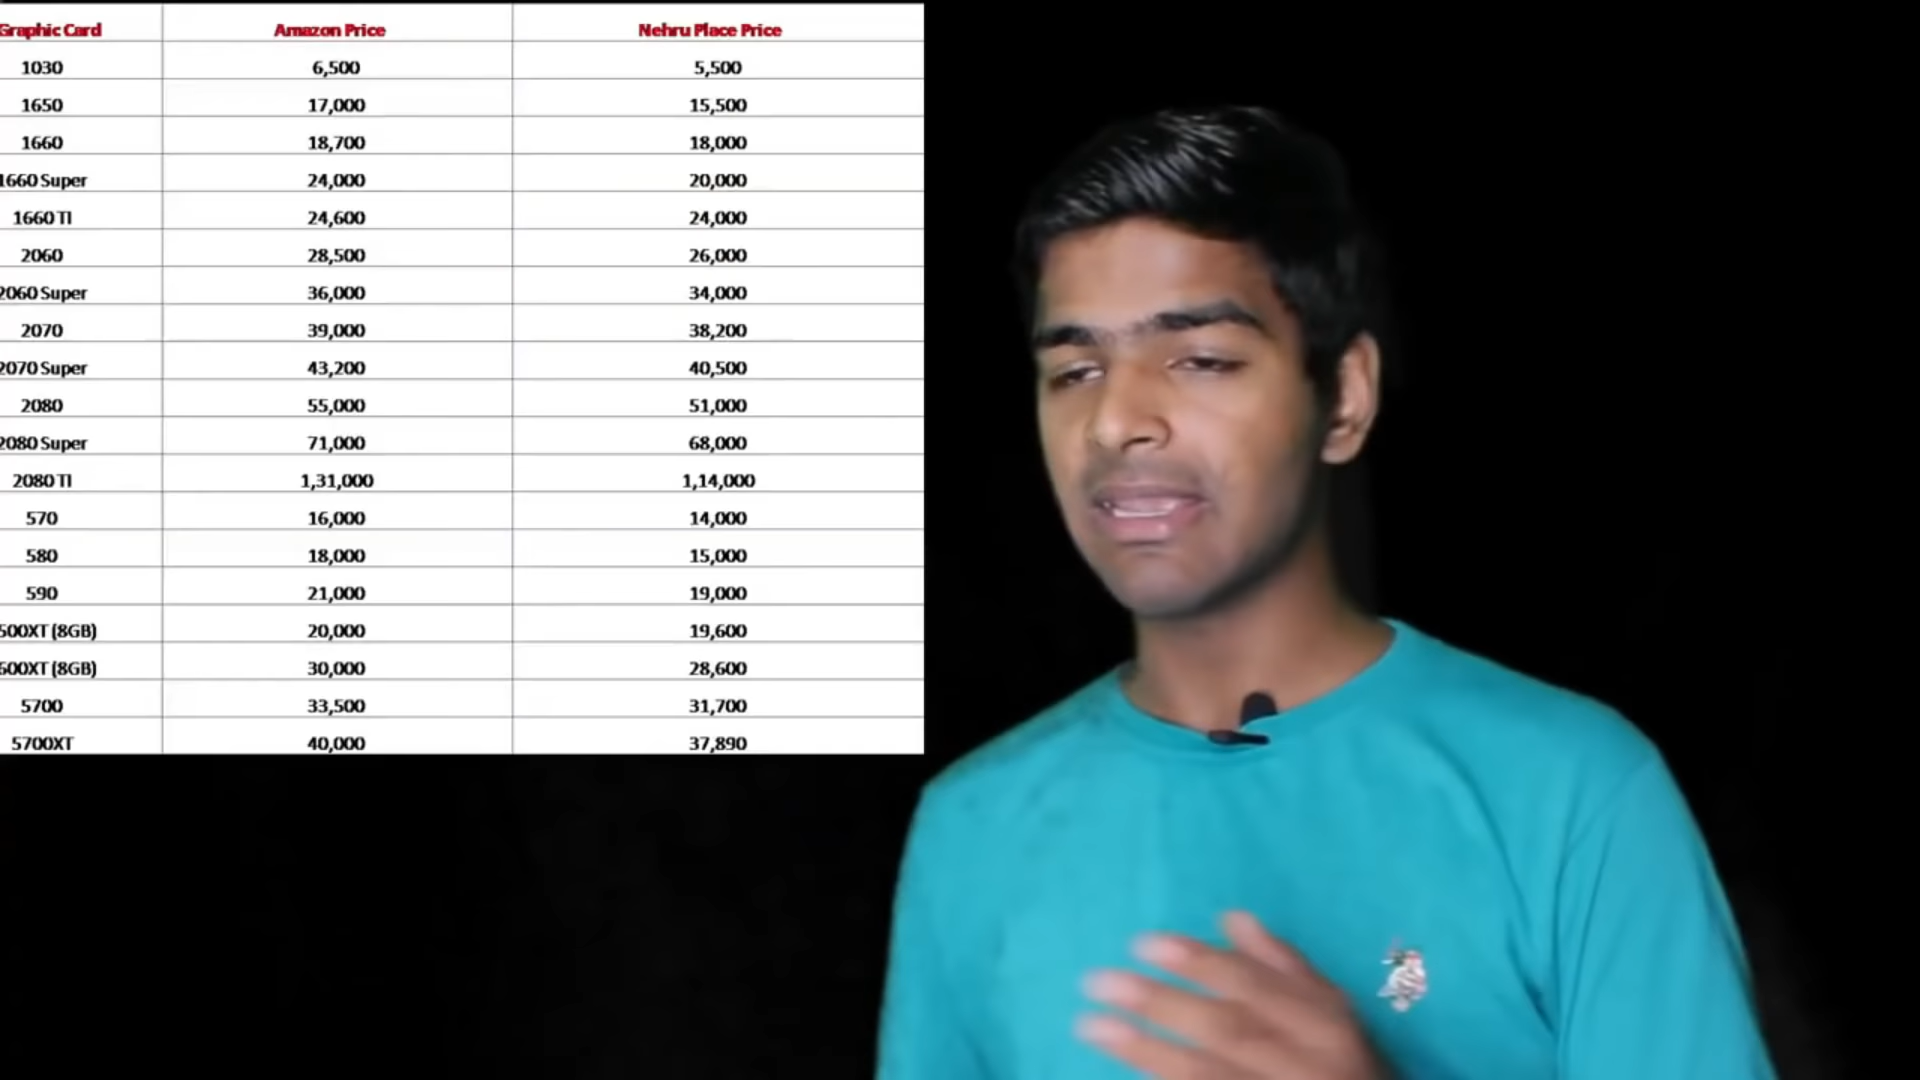 Graphic Card Amazon Price Nehru Place Price
1030 6,500 5,500
1650 17,000 15,500
1660 18,700 18,000
1660 Super 24,000 20,000
1660 TI 24,600 24,000
2060 28,500 26,000
2060 Super 36,000 34,000
2070 39,000 38,200
2070 Super 43,200 40,500
2080 55,000 51,000
2080 Super 71,000 68,000
2080 TI 1,31,000 1,14,000
570 16,000 14,000
580 18,000 15,000
590 21,000 19,000
500XT (8GB) 20,000 19,600
600XT (8GB) 30,000 28,600
5700 33,500 31,700
5700XT 40,000 37,890